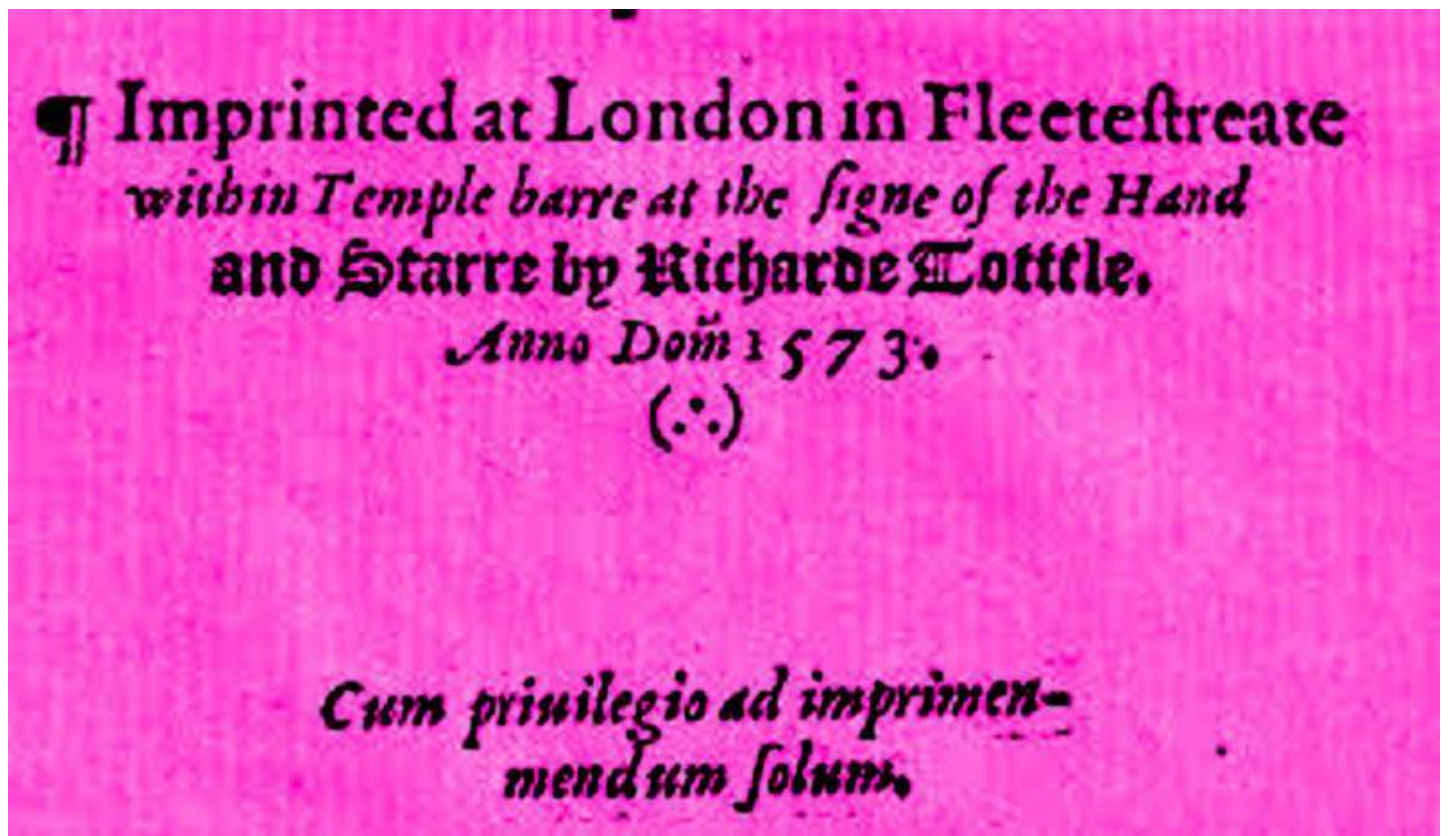 ¶ Imprinted at London in Fleeteſtreate
within Temple barre at the ſigne of the Hand
and Starre by Richarde Totttle.
Anno Dom̃ 1573.
(∵)
Cum priuilegio ad imprimen-
mendum ſolum.